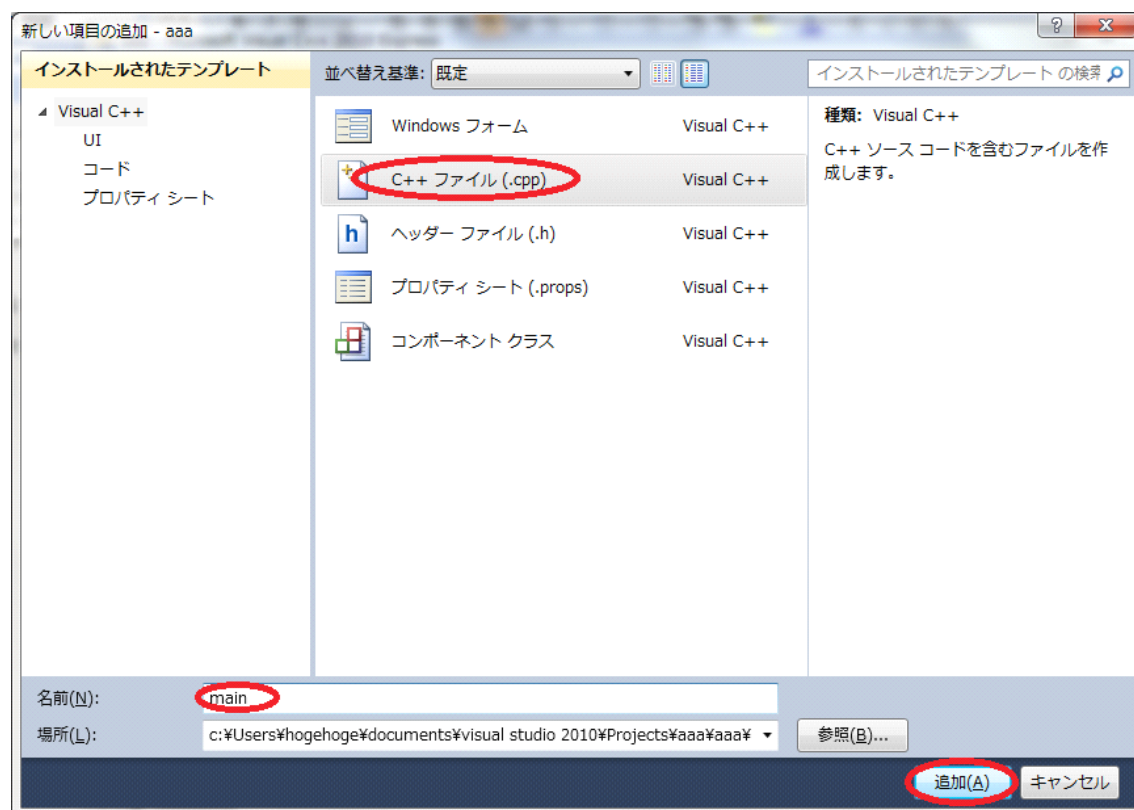 新しい項目の追加 - aaa
インストールされたテンプレート
並べ替え基準: 既定
インストールされたテンプレート の検索
Visual C++
UI
コード
プロパティ シート
Windows フォーム Visual C++
C++ ファイル (.cpp) Visual C++
ヘッダー ファイル (.h) Visual C++
プロパティ シート (.props) Visual C++
コンポーネント クラス Visual C++
種類: Visual C++
C++ ソース コードを含むファイルを作
成します。
名前(N): main
場所(L): c:¥Users¥hogehoge¥documents¥visual studio 2010¥Projects¥aaa¥aaa¥
参照(B)...
追加(A) キャンセル